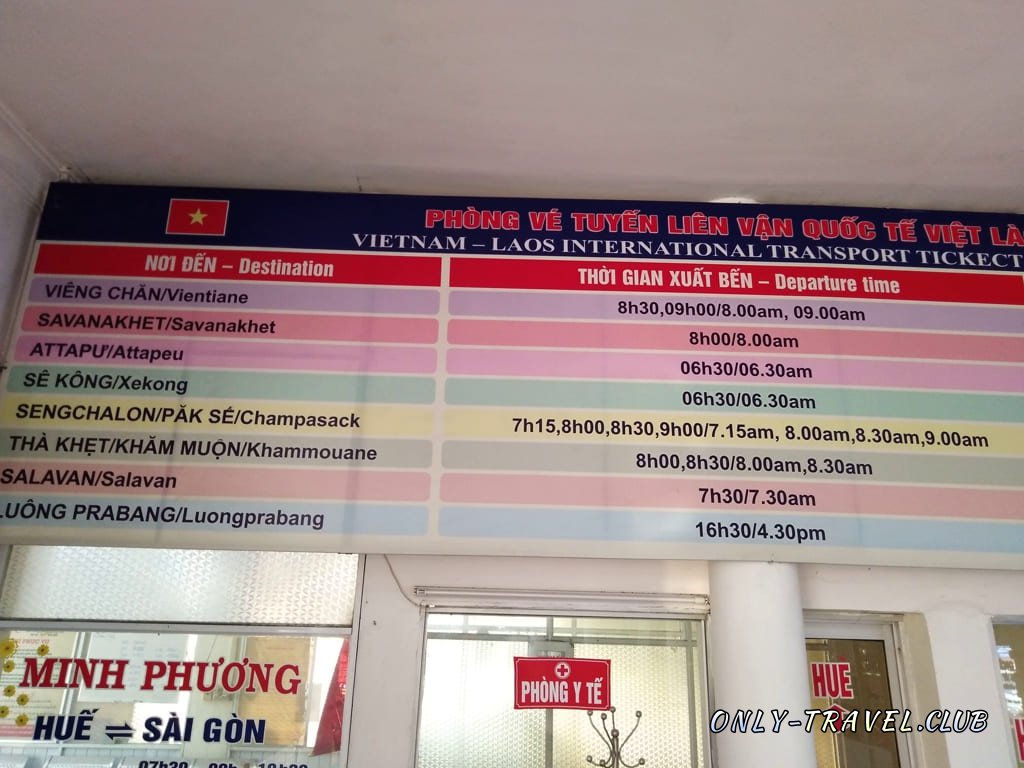 PHÒNG VÉ TUYẾN LIÊN VẬN QUỐC TẾ VIỆT LÀ
VIETNAM – LAOS INTERNATIONAL TRANSPORT TICKECT
NƠI ĐẾN – Destination THỜI GIAN XUẤT BẾN – Departure time
VIÊNG CHĂN/Vientiane 8h30,09h00/8.00am, 09.00am
SAVANAKHET/Savanakhet 8h00/8.00am
ATTAPƯ/Attapeu 06h30/06.30am
SÊ KÔNG/Xekong 06h30/06.30am
SENGCHALON/PĂK SÉ/Champasack 7h15,8h00,8h30,9h00/7.15am, 8.00am,8.30am,9.00am
THÀ KHẸT/KHĂM MUỘN/Khammouane 8h00,8h30/8.00am,8.30am
SALAVAN/Salavan 7h30/7.30am
LUÔNG PRABANG/Luongprabang 16h30/4.30pm
MINH PHƯƠNG
HUẾ ⇌ SÀI GÒN
PHÒNG Y TẾ
HUE
ONLY-TRAVEL.CLUB